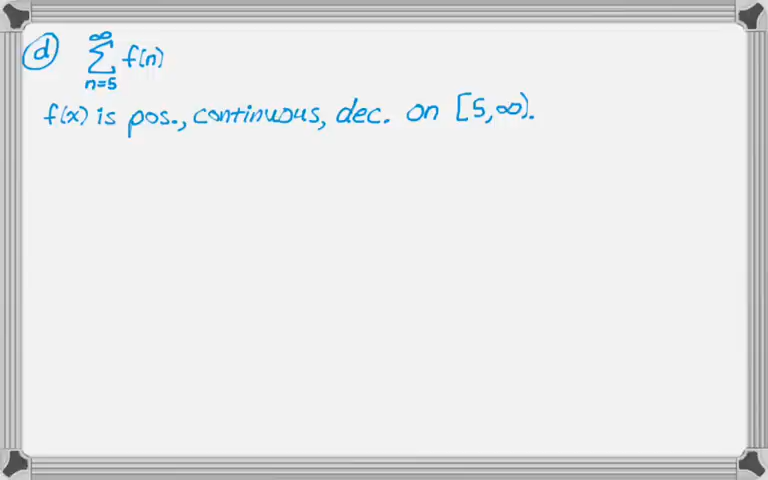 ⓓ ∞∑n=5 f(n)
f(x) is pos., continuous, dec. on [5,∞).